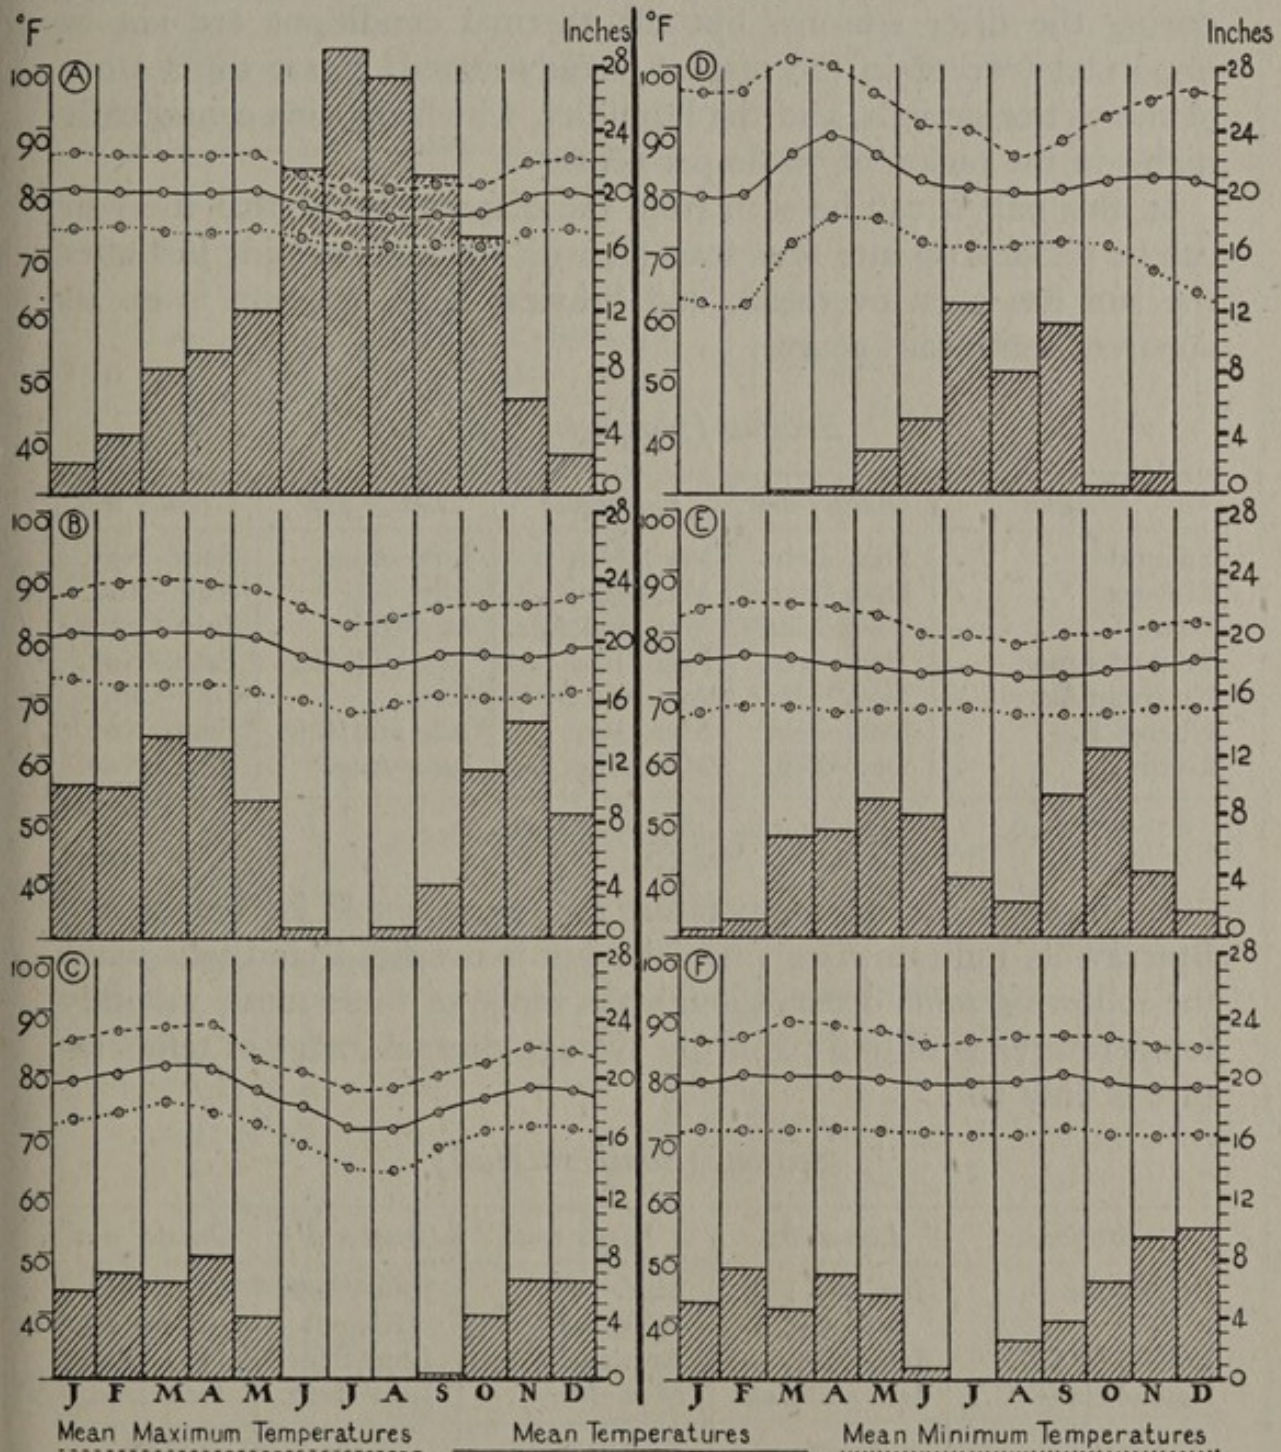 °F Inches °F Inches
A D
100 28 100 28
90 24 90 24
80 20 80 20
70 16 70 16
60 12 60 12
50 8 50 8
40 4 40 4
0 0
B E
100 28 100 28
90 24 90 24
80 20 80 20
70 16 70 16
60 12 60 12
50 8 50 8
40 4 40 4
0 0
C F
100 28 100 28
90 24 90 24
80 20 80 20
70 16 70 16
60 12 60 12
50 8 50 8
40 4 40 4
0 0
J F M A M J J A S O N D J F M A M J J A S O N D
Mean Maximum Temperatures Mean Temperatures Mean Minimum Temperatures